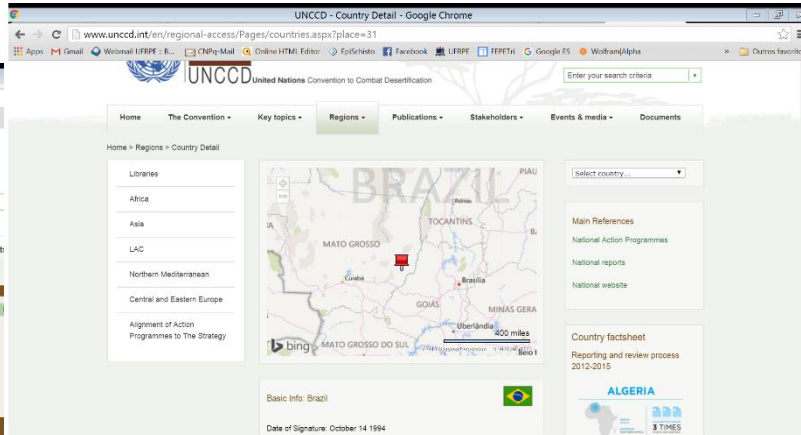 UNCCD - Country Detail - Google Chrome
www.unccd.int/en/regional-access/Pages/countries.aspx?place=31
Apps Gmail Webmail UFRPE :: B... CNPq-Mail Online HTML Editor EpiSchisto Facebook UFRPE FEPETri Google ES Wolfram|Alpha » Outros favorito
UNCCD United Nations Convention to Combat Desertification
Enter your search criteria
Home The Convention Key topics Regions Publications Stakeholders Events & media Documents
Home > Regions > Country Detail
Libraries
Africa
Asia
LAC
Northern Mediterranean
Central and Eastern Europe
Alignment of Action
Programmes to The Strategy
BRAZIL
PIAU
Palmas
TOCANTINS
MATO GROSSO
Cuiabá
Brasília
GOIÁS
MINAS GERA
Uberlândia
400 miles
bing
MATO GROSSO DO SUL
Belo H
Basic Info: Brazil
Date of Signature: October 14 1994
Select country...
Main References
National Action Programmes
National reports
National website
Country factsheet
Reporting and review process
2012-2015
ALGERIA
3 TIMES